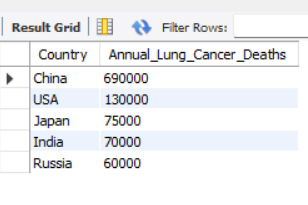 Result Grid Filter Rows:
Country Annual_Lung_Cancer_Deaths
China 690000
USA 130000
Japan 75000
India 70000
Russia 60000